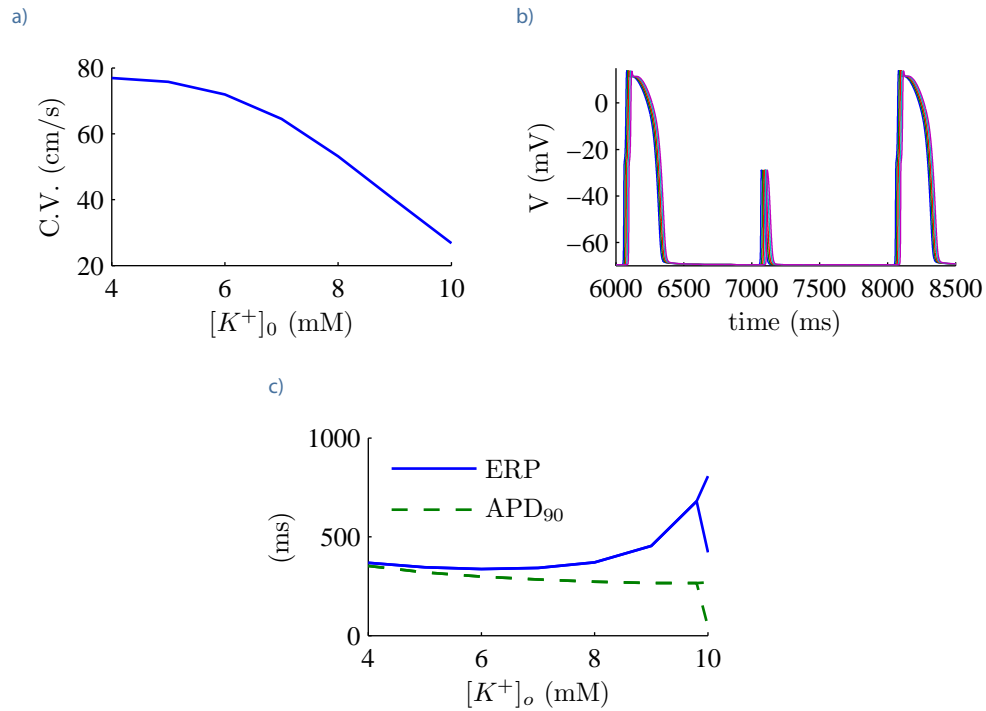 a)
80
60
40
20
C.V. (cm/s)
4 6 8 10
[K+]0 (mM)
b)
0
−20
−40
−60
V (mV)
6000 6500 7000 7500 8000 8500
time (ms)
c)
1000
500
0
(ms)
ERP
APD90
4 6 8 10
[K+]o (mM)